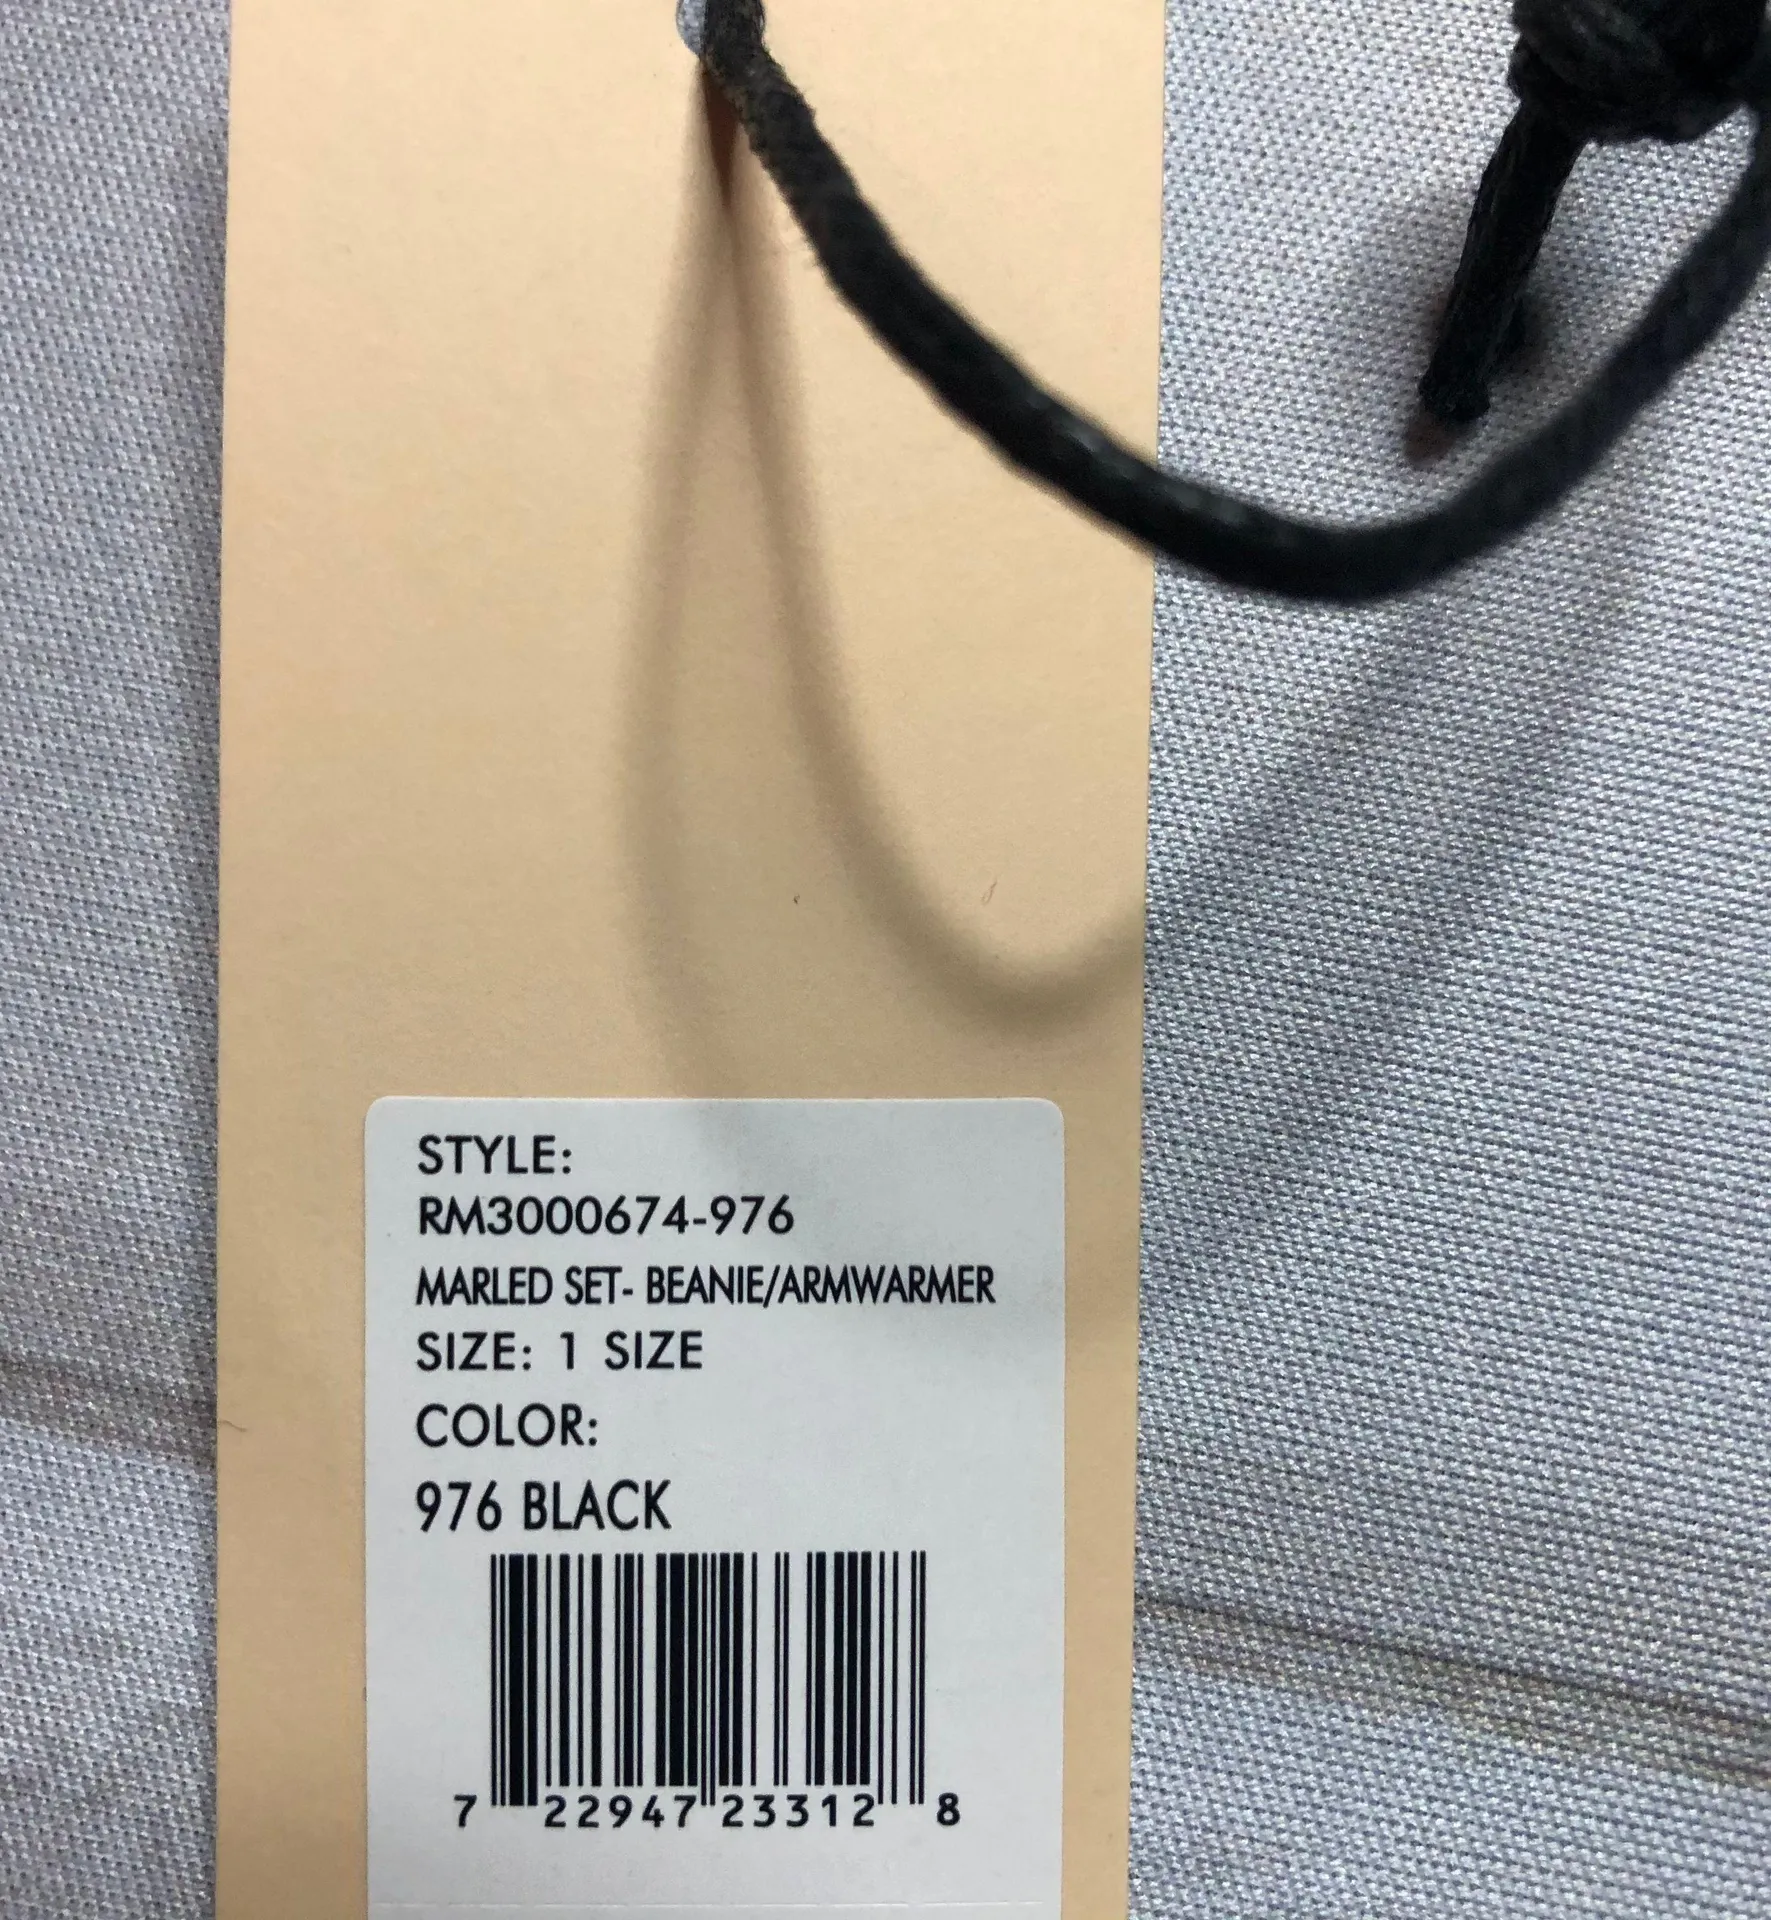 STYLE:
RM3000674-976
MARLED SET- BEANIE/ARMWARMER
SIZE: 1 SIZE
COLOR:
976 BLACK
7 22947 23312 8